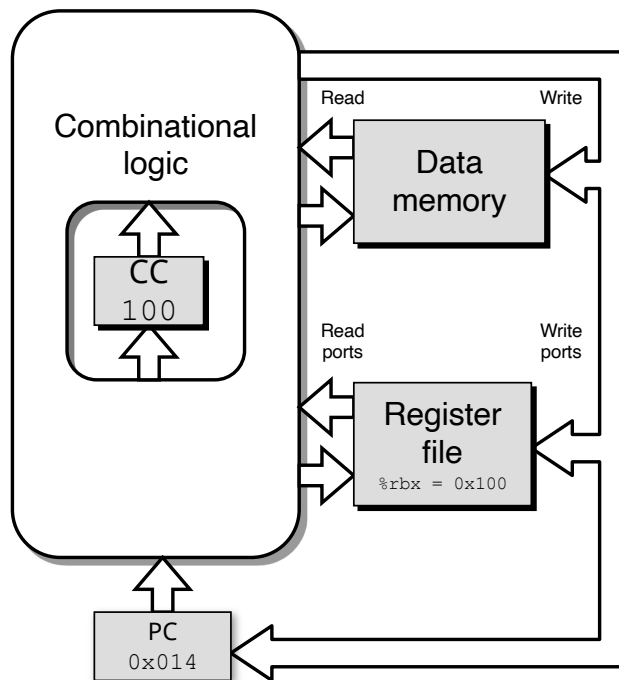 Read
Write
Combinational
logic
Data
memory
CC
100
Read
ports
Write
ports
Register
file
%rbx = 0x100
PC
0x014